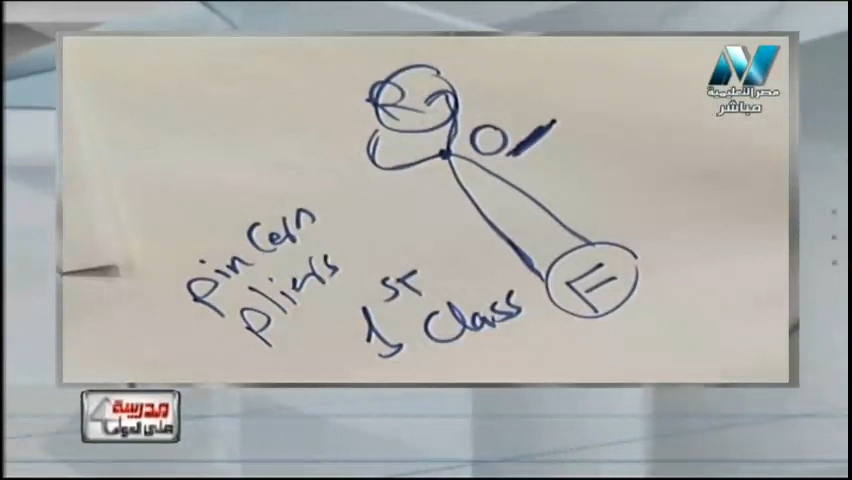 مصر التعليمية
مباشر
R
O
pincers
pliers
F
1st class
مدرسة
على الهواء